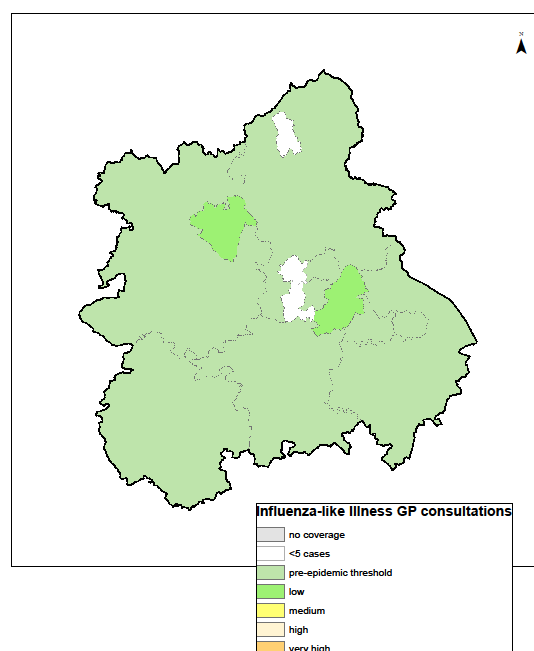 N
Influenza-like Illness GP consultations
no coverage
<5 cases
pre-epidemic threshold
low
medium
high
very high